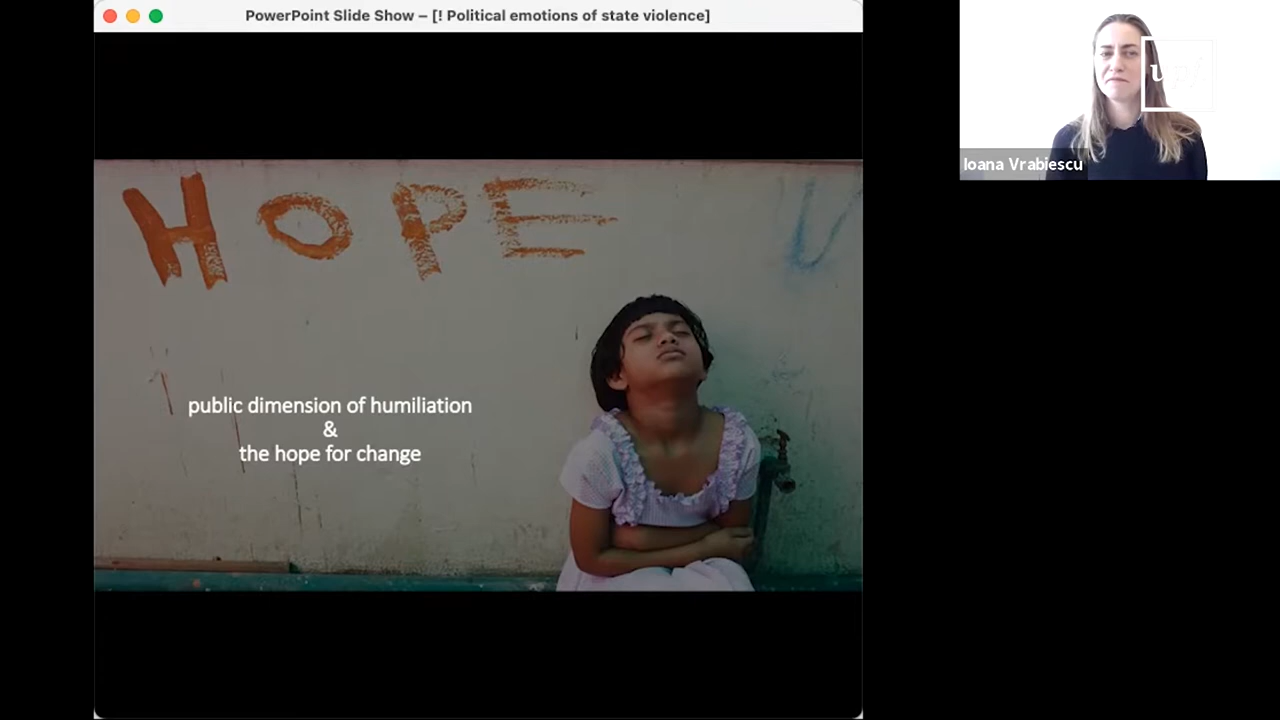 PowerPoint Slide Show – [! Political emotions of state violence]
HOPE
public dimension of humiliation
&
the hope for change
upf.
Ioana Vrabiescu